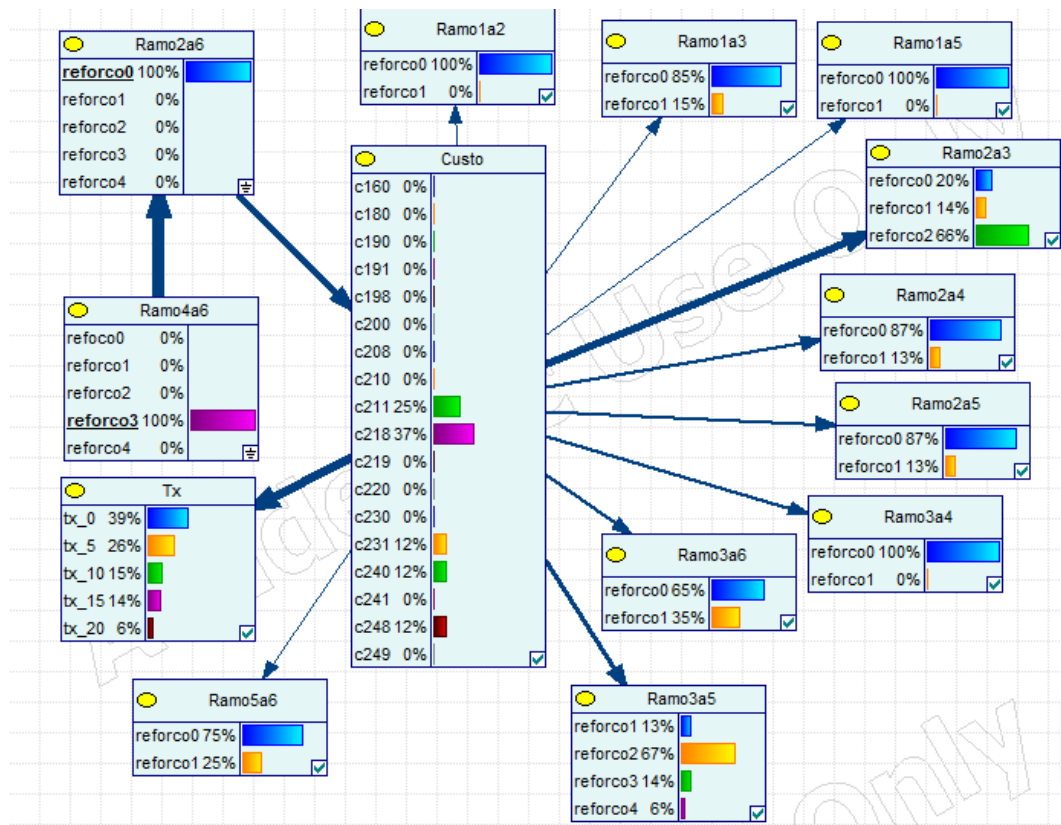 Ramo2a6
reforco0 100%
reforco1 0%
reforco2 0%
reforco3 0%
reforco4 0%
Ramo1a2
reforco0 100%
reforco1 0%
Ramo1a3
reforco0 85%
reforco1 15%
Ramo1a5
reforco0 100%
reforco1 0%
Ramo2a3
reforco0 20%
reforco1 14%
reforco2 66%
Custo
c160 0%
c180 0%
c190 0%
c191 0%
c198 0%
c200 0%
c208 0%
c210 0%
c211 25%
c218 37%
c219 0%
c220 0%
c230 0%
c231 12%
c240 12%
c241 0%
c248 12%
c249 0%
Ramo4a6
refoco0 0%
reforco1 0%
reforco2 0%
reforco3 100%
reforco4 0%
Ramo2a4
reforco0 87%
reforco1 13%
Ramo2a5
reforco0 87%
reforco1 13%
Tx
tx_0 39%
tx_5 26%
tx_10 15%
tx_15 14%
tx_20 6%
Ramo3a4
reforco0 100%
reforco1 0%
Ramo3a6
reforco0 65%
reforco1 35%
Ramo5a6
reforco0 75%
reforco1 25%
Ramo3a5
reforco1 13%
reforco2 67%
reforco3 14%
reforco4 6%
Use Only
Only